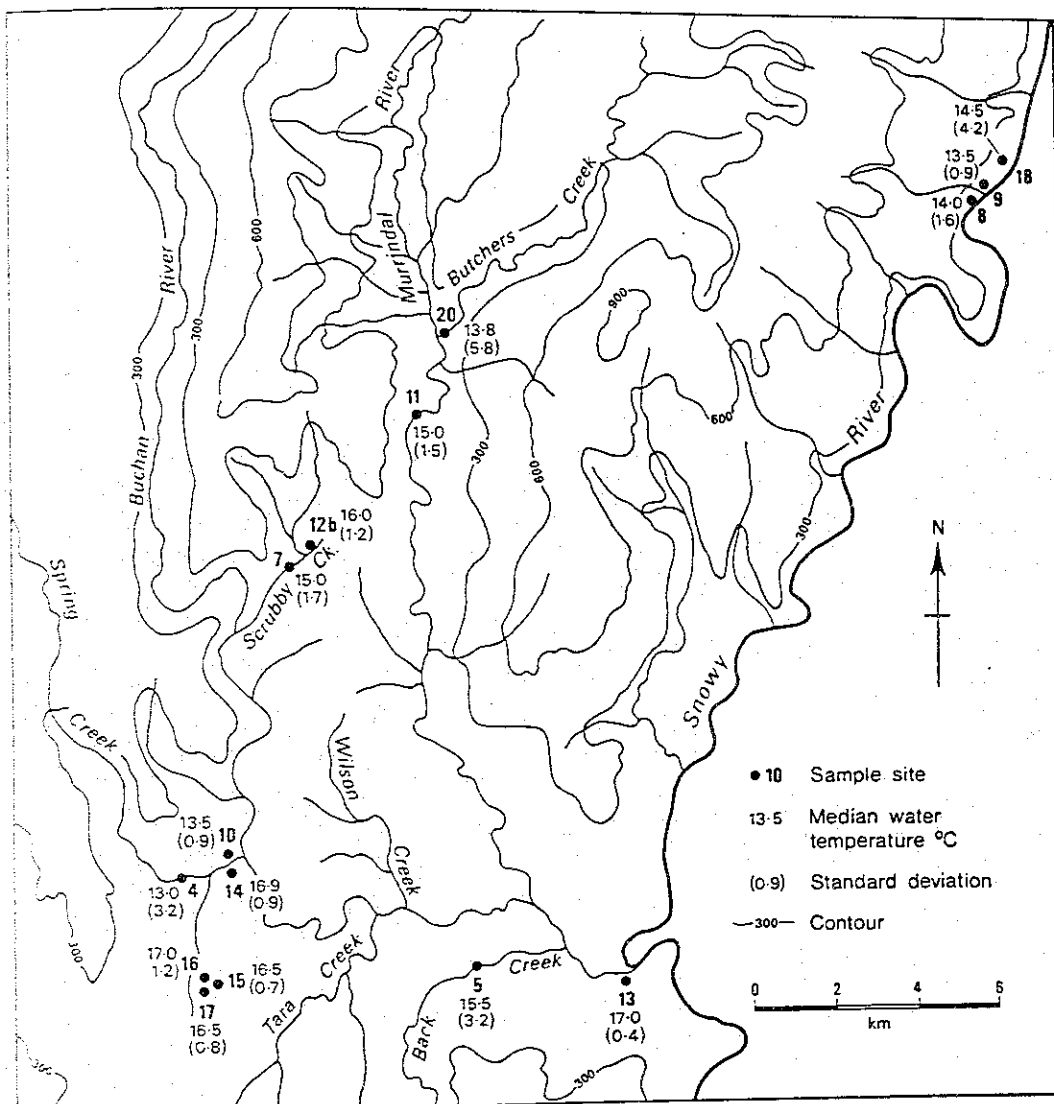 River
Murrindal
Butchers
Creek
20
13·8
(5·8)
11
15·0
(1·5)
600
300
River
Buchan
300
900
600
300
600
300
14·5
(4·2)
13·5
(0·9)
14·0
(1·6)
18
9
8
River
Snowy
12b
16·0
(1·2)
7
15·0
(1·7)
Scrubby
Ck.
Spring
Creek
Wilson
Creek
13·5
(0·9)
10
4
13·0
(3·2)
14
16·9
(0·9)
16
17·0
1·2)
15
16·5
(0·7)
17
16·5
(0·8)
300
300
Tara
Creek
Back
Creek
5
15·5
(3·2)
13
17·0
(0·4)
300
N
10 Sample site
13·5 Median water
temperature °C
(0·9) Standard deviation
300 Contour
0 2 4 6
km